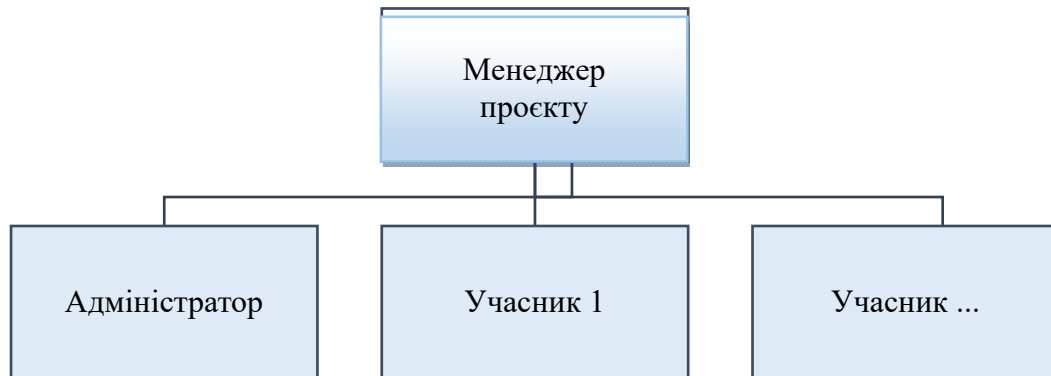 Менеджер
проєкту
Адміністратор
Учасник 1
Учасник ...